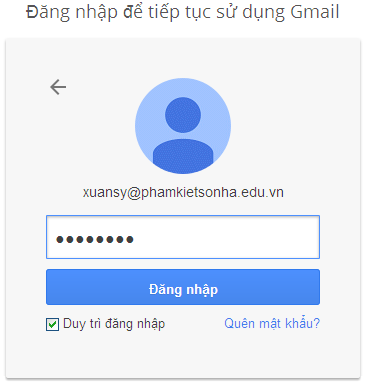 Đăng nhập để tiếp tục sử dụng Gmail
xuansy@phamkietsonha.edu.vn
••••••••
Đăng nhập
Duy trì đăng nhập Quên mật khẩu?